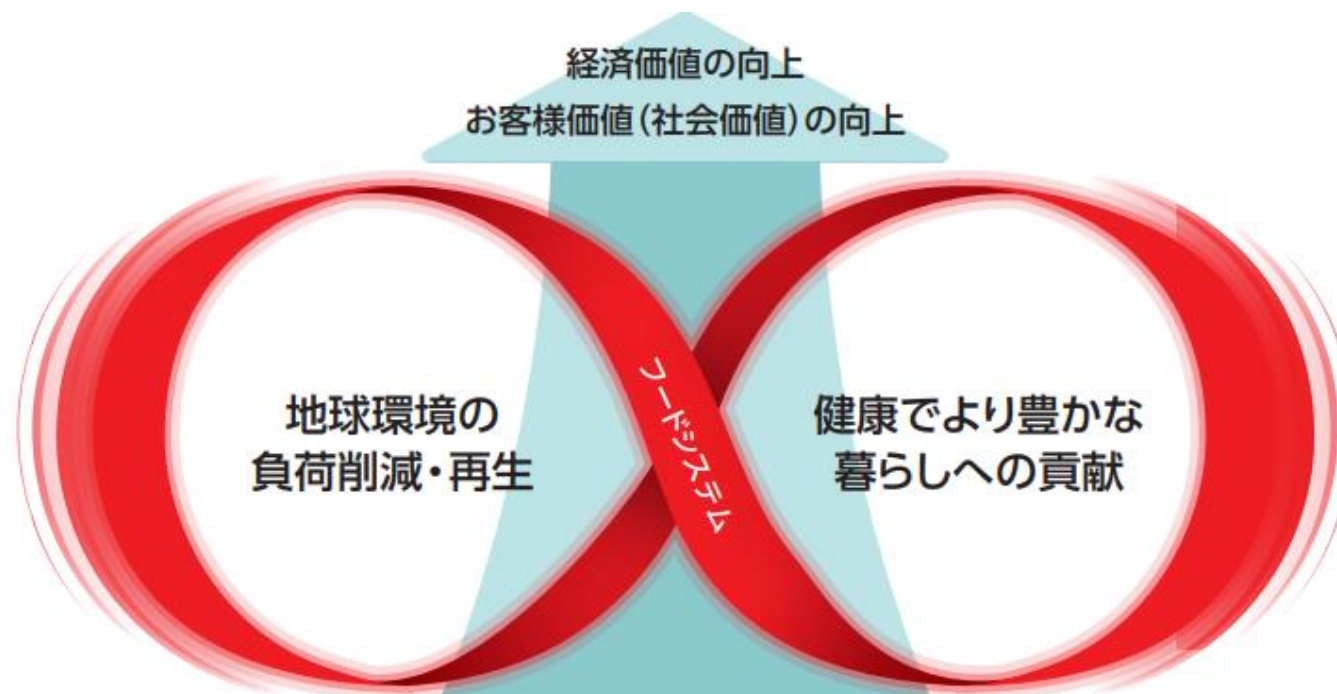 経済価値の向上
お客様価値（社会価値）の向上
地球環境の
負荷削減・再生
フードシステム
健康でより豊かな
暮らしへの貢献